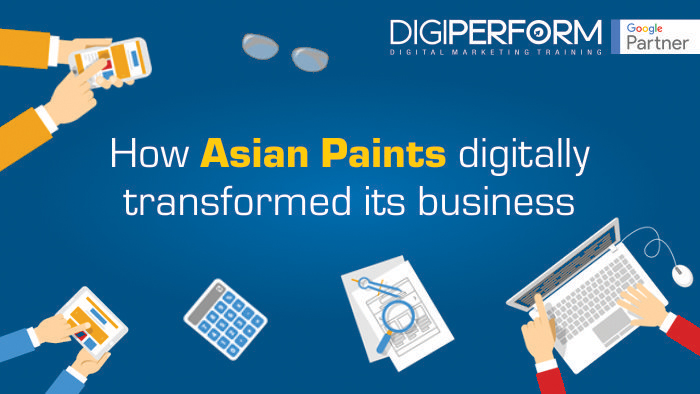 DIGIPERFORM
DIGITAL MARKETING TRAINING
Google
Partner
How Asian Paints digitally
transformed its business